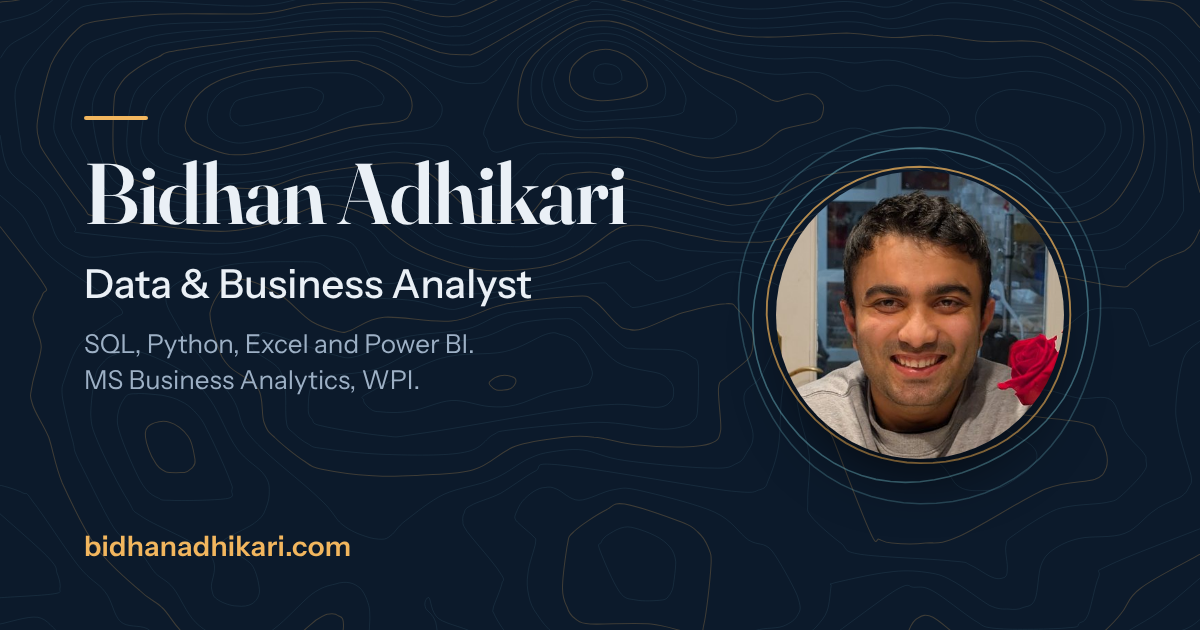 Bidhan Adhikari
Data & Business Analyst
SQL, Python, Excel and Power BI.
MS Business Analytics, WPI.
bidhanadhikari.com